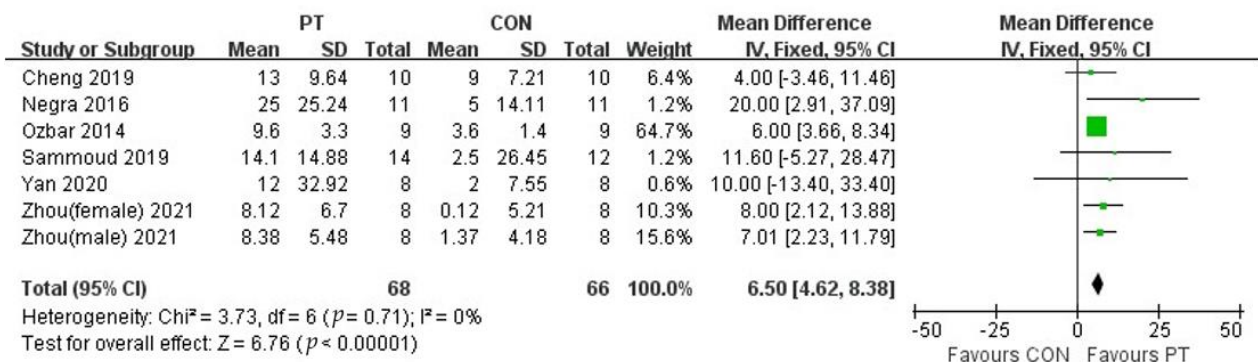 PT CON Mean Difference Mean Difference
Study or Subgroup Mean SD Total Mean SD Total Weight IV, Fixed, 95% CI IV, Fixed, 95% CI
Cheng 2019 13 9.64 10 9 7.21 10 6.4% 4.00 [-3.46, 11.46]
Negra 2016 25 25.24 11 5 14.11 11 1.2% 20.00 [2.91, 37.09]
Ozbar 2014 9.6 3.3 9 3.6 1.4 9 64.7% 6.00 [3.66, 8.34]
Sammoud 2019 14.1 14.88 14 2.5 26.45 12 1.2% 11.60 [-5.27, 28.47]
Yan 2020 12 32.92 8 2 7.55 8 0.6% 10.00 [-13.40, 33.40]
Zhou(female) 2021 8.12 6.7 8 0.12 5.21 8 10.3% 8.00 [2.12, 13.88]
Zhou(male) 2021 8.38 5.48 8 1.37 4.18 8 15.6% 7.01 [2.23, 11.79]
Total (95% CI) 68 66 100.0% 6.50 [4.62, 8.38]
Heterogeneity: Chi² = 3.73, df = 6 (p = 0.71); I² = 0%
Test for overall effect: Z = 6.76 (p < 0.00001)
-50 -25 0 25 50
Favours CON Favours PT